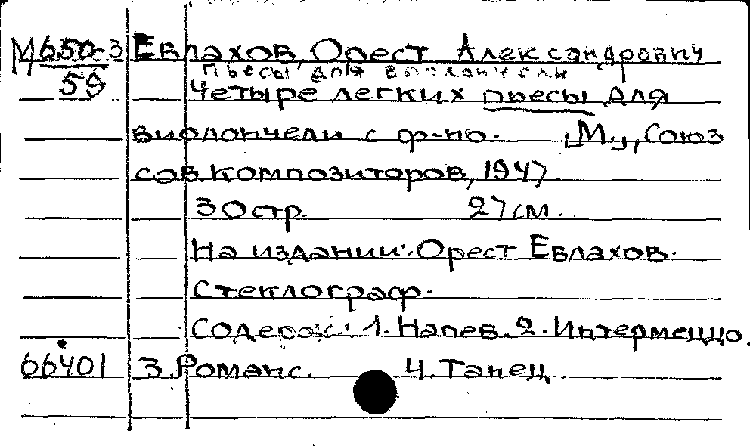 М 650-3 Евлахов, Орест Александрович
59 Пьесы для виолончели
Четыре легких пьесы для
виолончели с ф-но. "М.", Союз
сов. композиторов, 1947.
30 стр. 27 см.
На издании: Орест Евлахов.
Стеклограф.
Содерж: 1. Напев. 2. Интермеццо.
66401 3. Романс. 4. Танец.